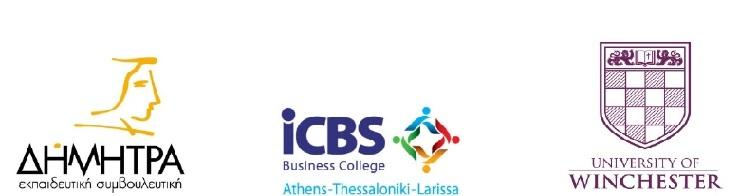 ΔΗΜΗΤΡΑ
εκπαιδευτική συμβουλευτική
iCBS
Business College
Athens-Thessaloniki-Larissa
UNIVERSITY OF
WINCHESTER